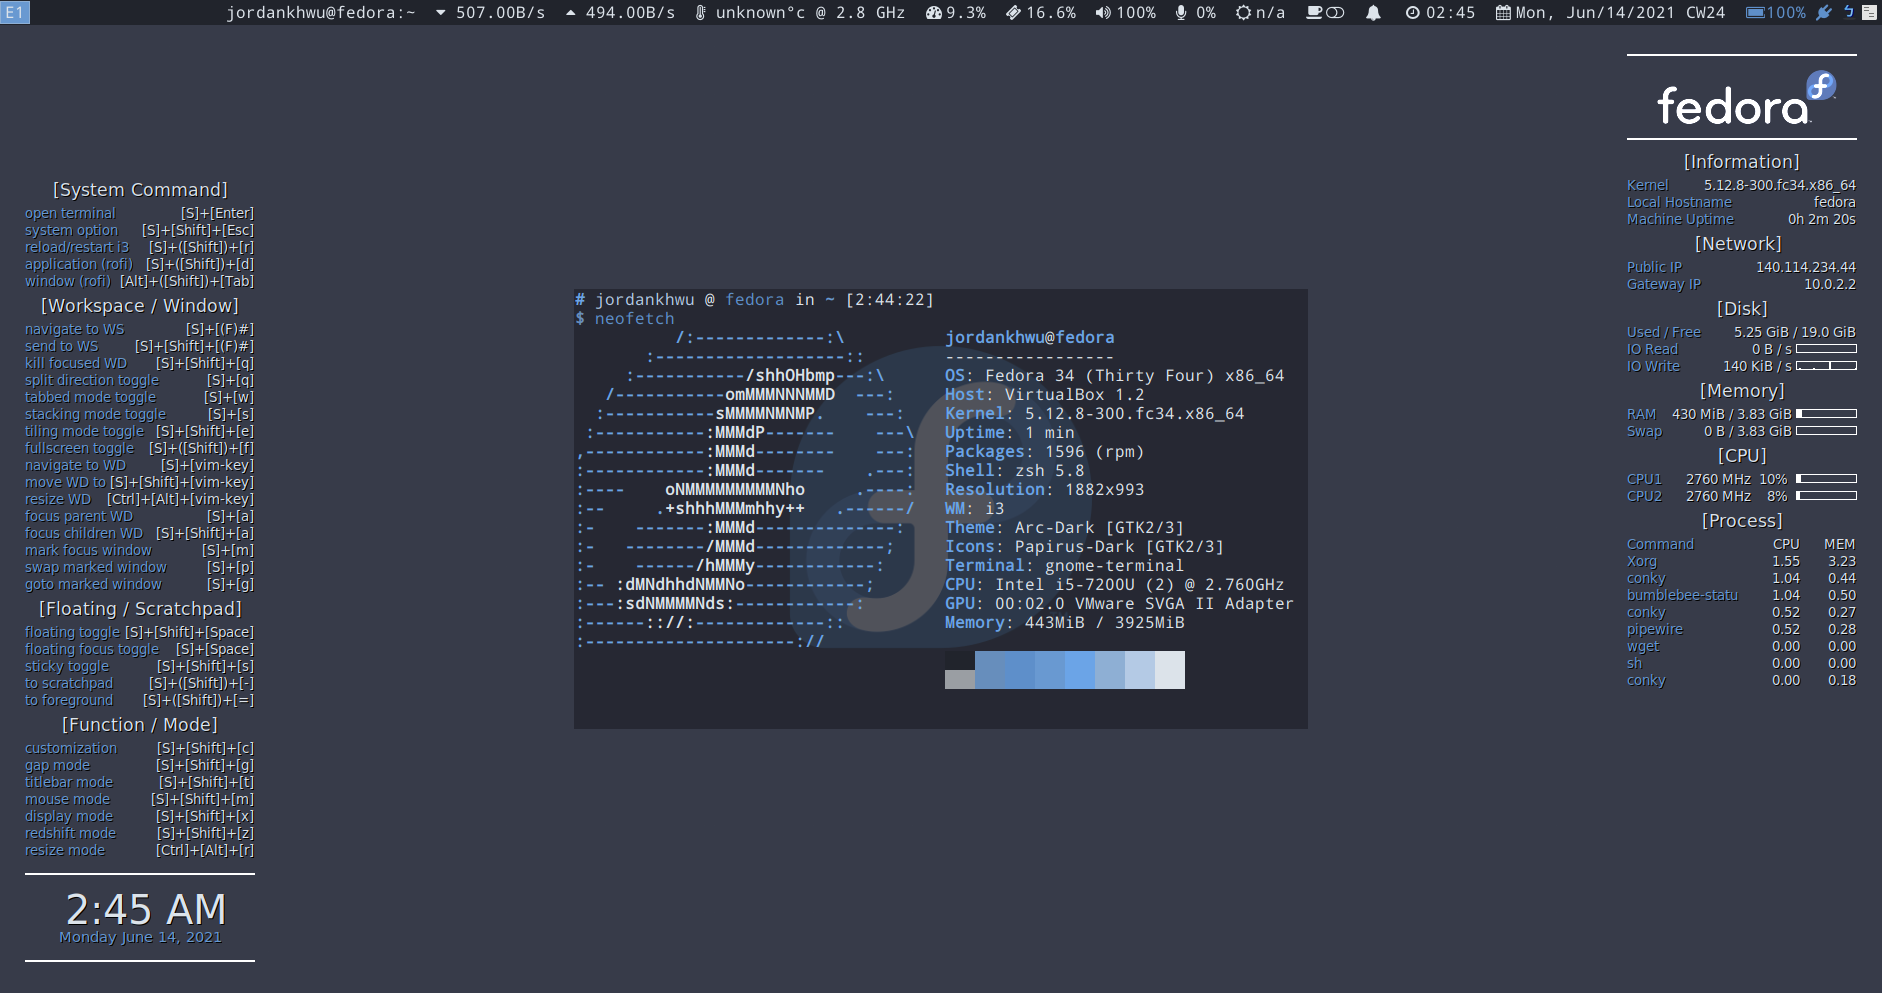 E1
jordankhwu@fedora:~ 507.00B/s 494.00B/s unknown°c @ 2.8 GHz 9.3% 16.6% 100% 0% n/a 02:45 Mon, Jun/14/2021 CW24 100%
[System Command]
open terminal [S]+[Enter]
system option [S]+[Shift]+[Esc]
reload/restart i3 [S]+([Shift])+[r]
application (rofi) [S]+([Shift])+[d]
window (rofi) [Alt]+([Shift])+[Tab]
[Workspace / Window]
navigate to WS [S]+[(F)#]
send to WS [S]+[Shift]+[(F)#]
kill focused WD [S]+[Shift]+[q]
split direction toggle [S]+[q]
tabbed mode toggle [S]+[w]
stacking mode toggle [S]+[s]
tiling mode toggle [S]+[Shift]+[e]
fullscreen toggle [S]+([Shift])+[f]
navigate to WD [S]+[vim-key]
move WD to [S]+[Shift]+[vim-key]
resize WD [Ctrl]+[Alt]+[vim-key]
focus parent WD [S]+[a]
focus children WD [S]+[Shift]+[a]
mark focus window [S]+[m]
swap marked window [S]+[p]
goto marked window [S]+[g]
[Floating / Scratchpad]
floating toggle [S]+[Shift]+[Space]
floating focus toggle [S]+[Space]
sticky toggle [S]+[Shift]+[s]
to scratchpad [S]+([Shift])+[-]
to foreground [S]+([Shift])+[=]
[Function / Mode]
customization [S]+[Shift]+[c]
gap mode [S]+[Shift]+[g]
titlebar mode [S]+[Shift]+[t]
mouse mode [S]+[Shift]+[m]
display mode [S]+[Shift]+[x]
redshift mode [S]+[Shift]+[z]
resize mode [Ctrl]+[Alt]+[r]
2:45 AM
Monday June 14, 2021
# jordankhwu @ fedora in ~ [2:44:22]
$ neofetch
/:-------------:\
:-------------------::
:-----------/shhOHbmp---:\
/-----------omMMMNNNMMD  ---:
:-----------sMMMMNMNMP.    ---:
:-----------:MMMdP-------    ---\
,------------:MMMd--------    ---:
:------------:MMMd-------    .---:
:----    oNMMMMMMMMMNho     .----:
:--     .+shhhMMMmhhy++   .------/
:-    -------:MMMd--------------:
:-   --------/MMMd-------------;
:-    ------/hMMMy------------:
:-- :dMNdhhdNMMNo------------;
:---:sdNMMMMNds:------------:
:------:://:-------------::
:---------------------://
jordankhwu@fedora
-----------------
OS: Fedora 34 (Thirty Four) x86_64
Host: VirtualBox 1.2
Kernel: 5.12.8-300.fc34.x86_64
Uptime: 1 min
Packages: 1596 (rpm)
Shell: zsh 5.8
Resolution: 1882x993
WM: i3
Theme: Arc-Dark [GTK2/3]
Icons: Papirus-Dark [GTK2/3]
Terminal: gnome-terminal
CPU: Intel i5-7200U (2) @ 2.760GHz
GPU: 00:02.0 VMware SVGA II Adapter
Memory: 443MiB / 3925MiB
fedora
[Information]
Kernel 5.12.8-300.fc34.x86_64
Local Hostname fedora
Machine Uptime 0h 2m 20s
[Network]
Public IP 140.114.234.44
Gateway IP 10.0.2.2
[Disk]
Used / Free 5.25 GiB / 19.0 GiB
IO Read 0 B / s
IO Write 140 KiB / s
[Memory]
RAM 430 MiB / 3.83 GiB
Swap 0 B / 3.83 GiB
[CPU]
CPU1 2760 MHz 10%
CPU2 2760 MHz 8%
[Process]
Command CPU MEM
Xorg 1.55 3.23
conky 1.04 0.44
bumblebee-statu 1.04 0.50
conky 0.52 0.27
pipewire 0.52 0.28
wget 0.00 0.00
sh 0.00 0.00
conky 0.00 0.18